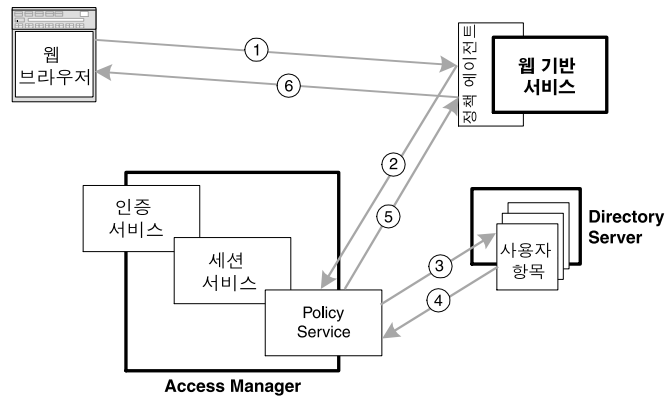 웹
브라우저
1
6
정책 에이전트
웹 기반
서비스
2
5
인증
서비스
세션
서비스
Policy
Service
Access Manager
3
4
사용자
항목
Directory
Server